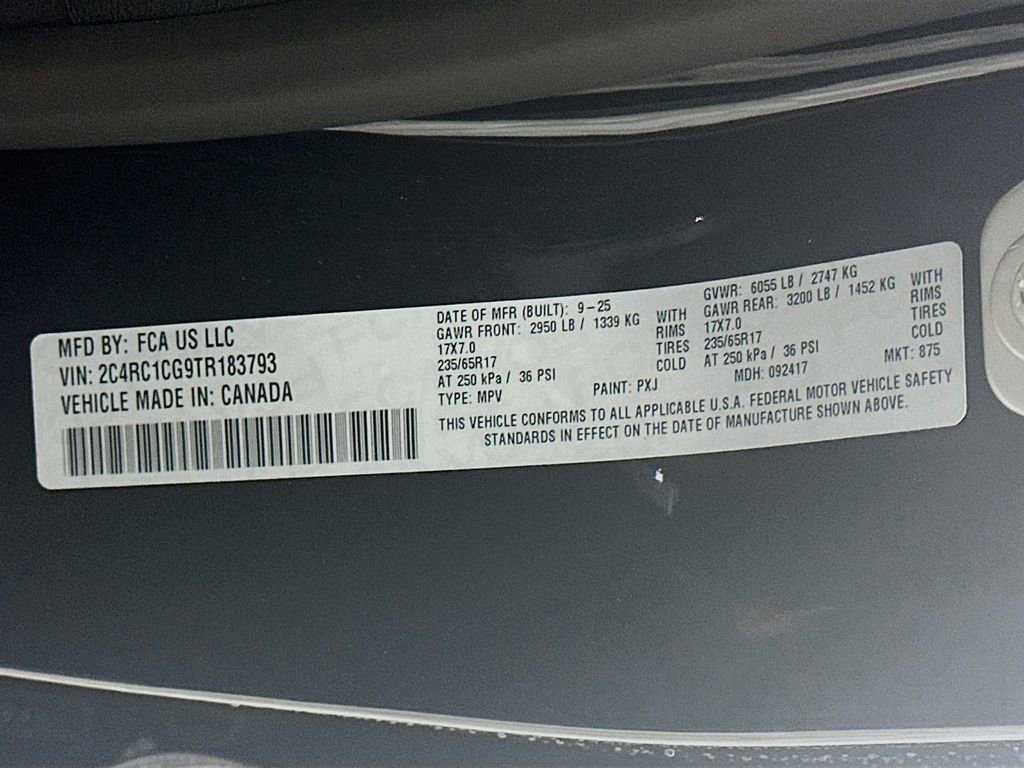 MFD BY: FCA US LLC
VIN: 2C4RC1CG9TR183793
VEHICLE MADE IN: CANADA
DATE OF MFR (BUILT): 9-25
GAWR FRONT: 2950 LB / 1339 KG
17X7.0
235/65R17
AT 250 kPa / 36 PSI
TYPE: MPV
WITH
RIMS
TIRES
COLD
PAINT: PXJ
GVWR: 6055 LB / 2747 KG
GAWR REAR: 3200 LB / 1452 KG
17X7.0
235/65R17
AT 250 kPa / 36 PSI
MDH: 092417
WITH
RIMS
TIRES
COLD
MKT: 875
THIS VEHICLE CONFORMS TO ALL APPLICABLE U.S.A. FEDERAL MOTOR VEHICLE SAFETY
STANDARDS IN EFFECT ON THE DATE OF MANUFACTURE SHOWN ABOVE.